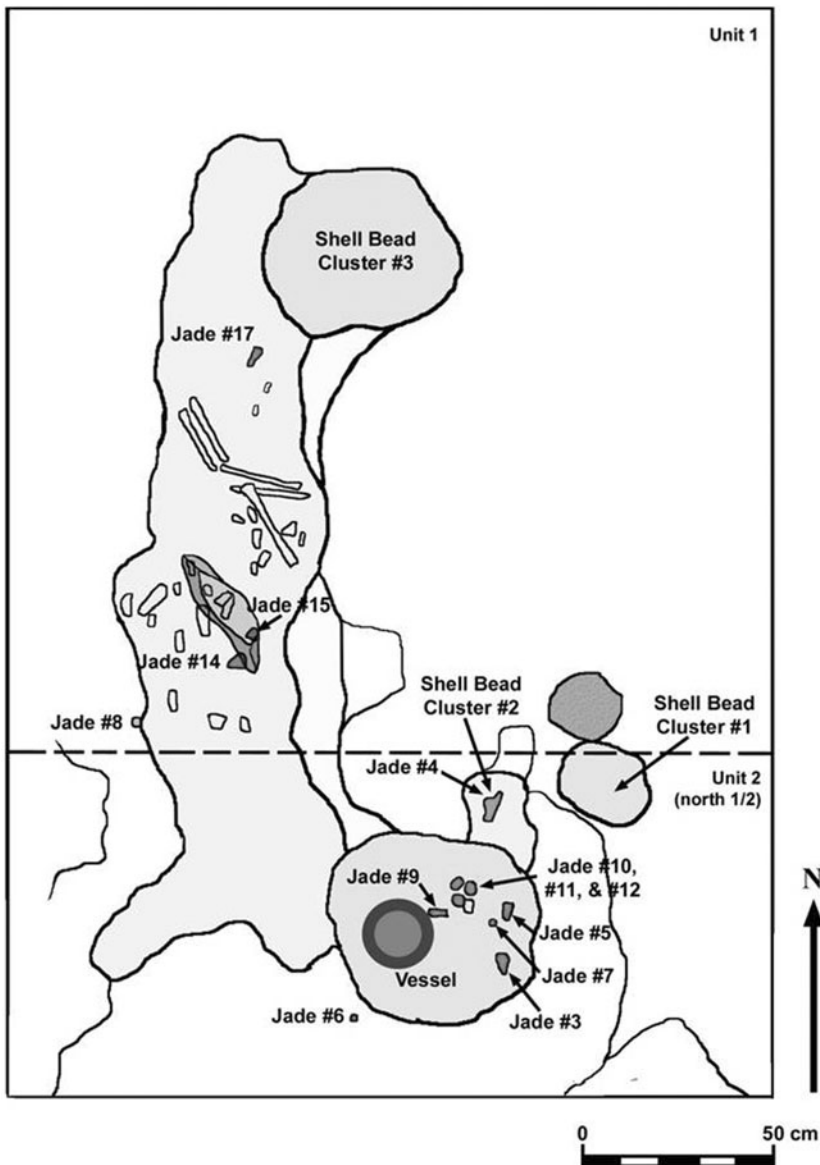 Unit 1
Shell Bead
Cluster #3
Jade #17
Jade #15
Jade #14
Shell Bead
Cluster #2
Shell Bead
Cluster #1
Jade #8
Jade #4
Unit 2
(north 1/2)
Jade #9
Jade #10,
#11, & #12
N
Jade #5
Vessel
Jade #7
Jade #6
Jade #3
0 50 cm